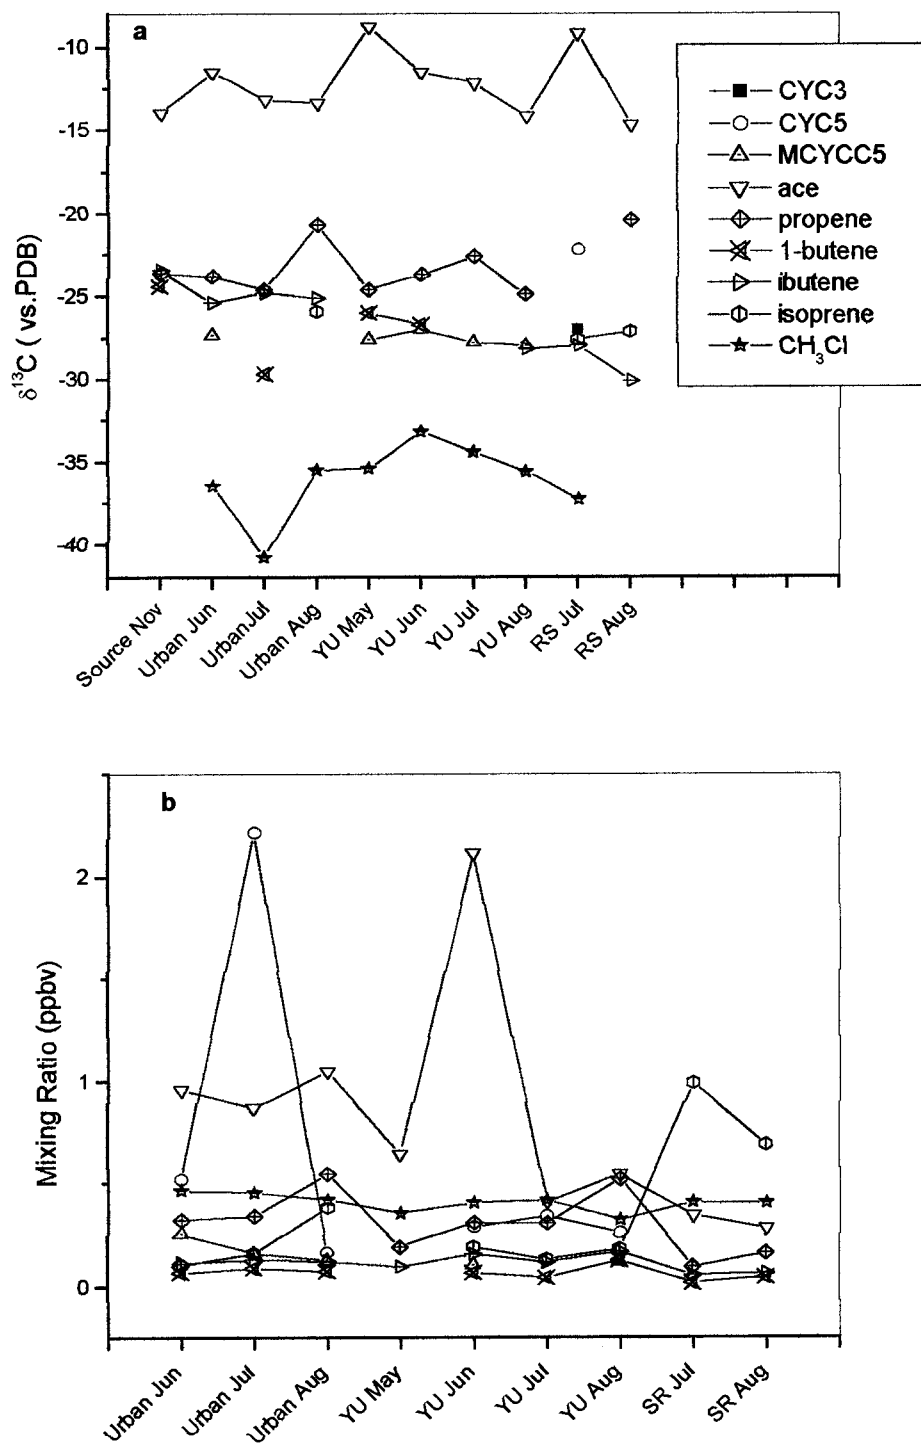 a
-10
-15
-20
-25
-30
-35
-40
δ¹³C ( vs.PDB)
Source Nov
Urban Jun
UrbanJul
Urban Aug
YU May
YU Jun
YU Jul
YU Aug
RS Jul
RS Aug
CYC3
CYC5
MCYCC5
ace
propene
1-butene
ibutene
isoprene
CH₃Cl
b
2
1
0
Mixing Ratio (ppbv)
Urban Jun
Urban Jul
Urban Aug
YU May
YU Jun
YU Jul
YU Aug
SR Jul
SR Aug